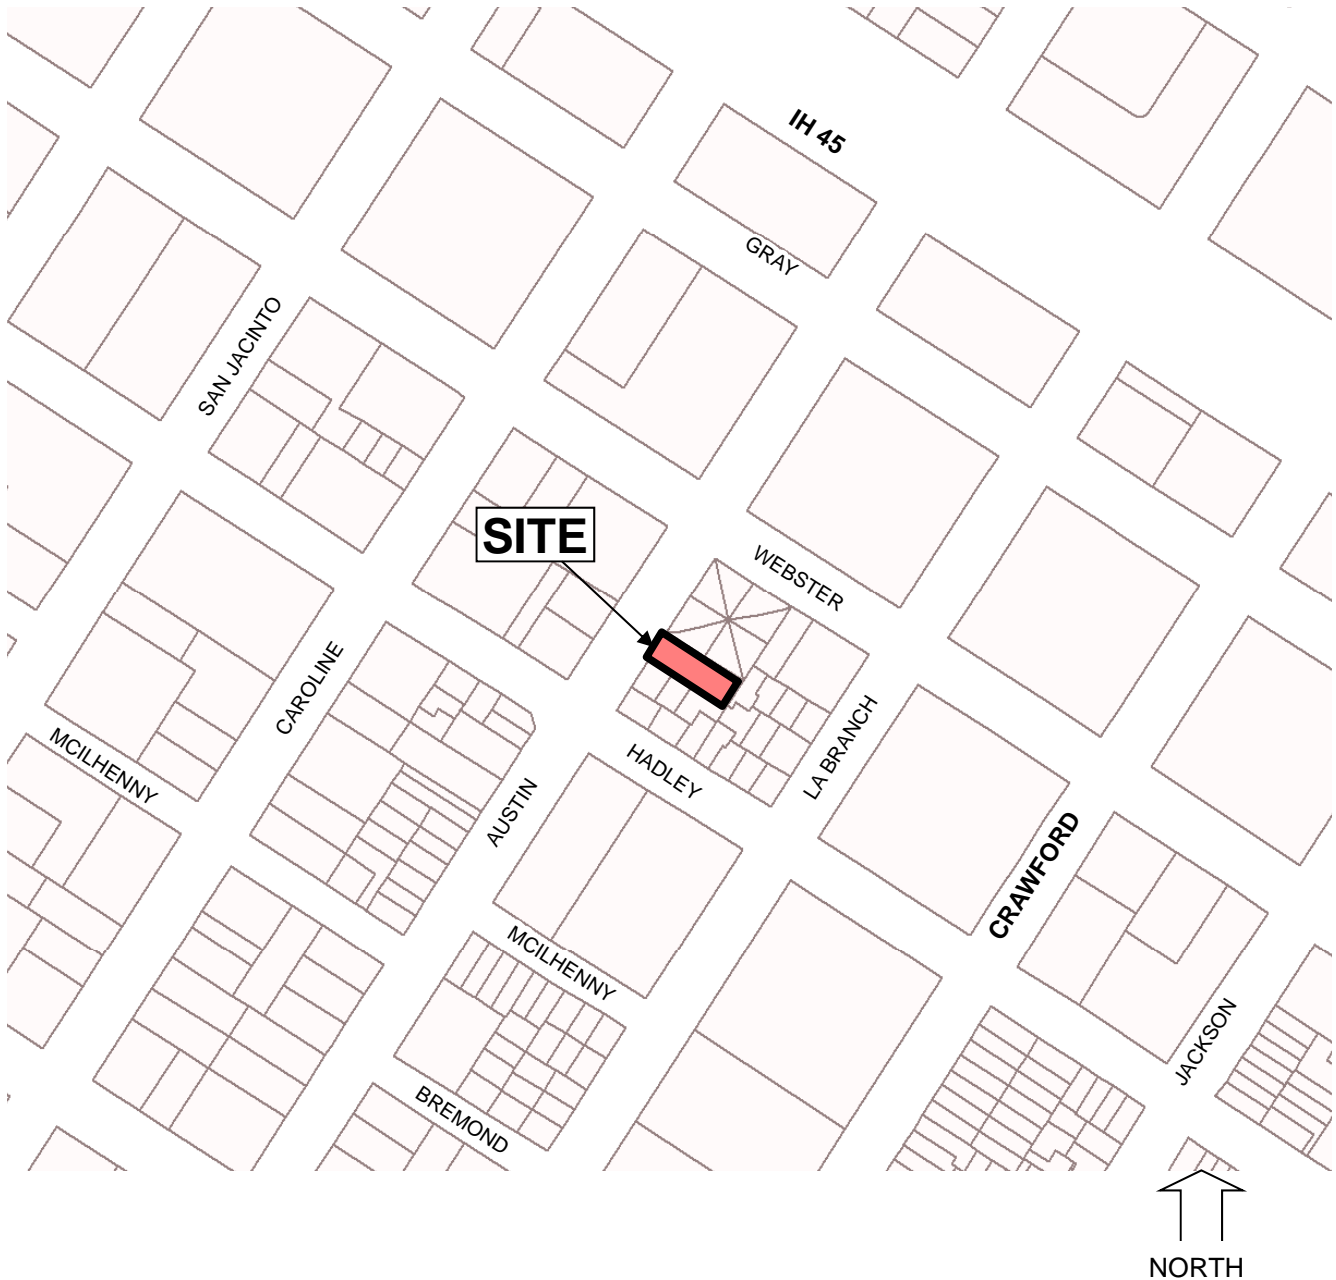 IH 45
GRAY
SAN JACINTO
SITE
WEBSTER
CAROLINE
LA BRANCH
MCILHENNY
HADLEY
AUSTIN
CRAWFORD
MCILHENNY
JACKSON
BREMOND
NORTH